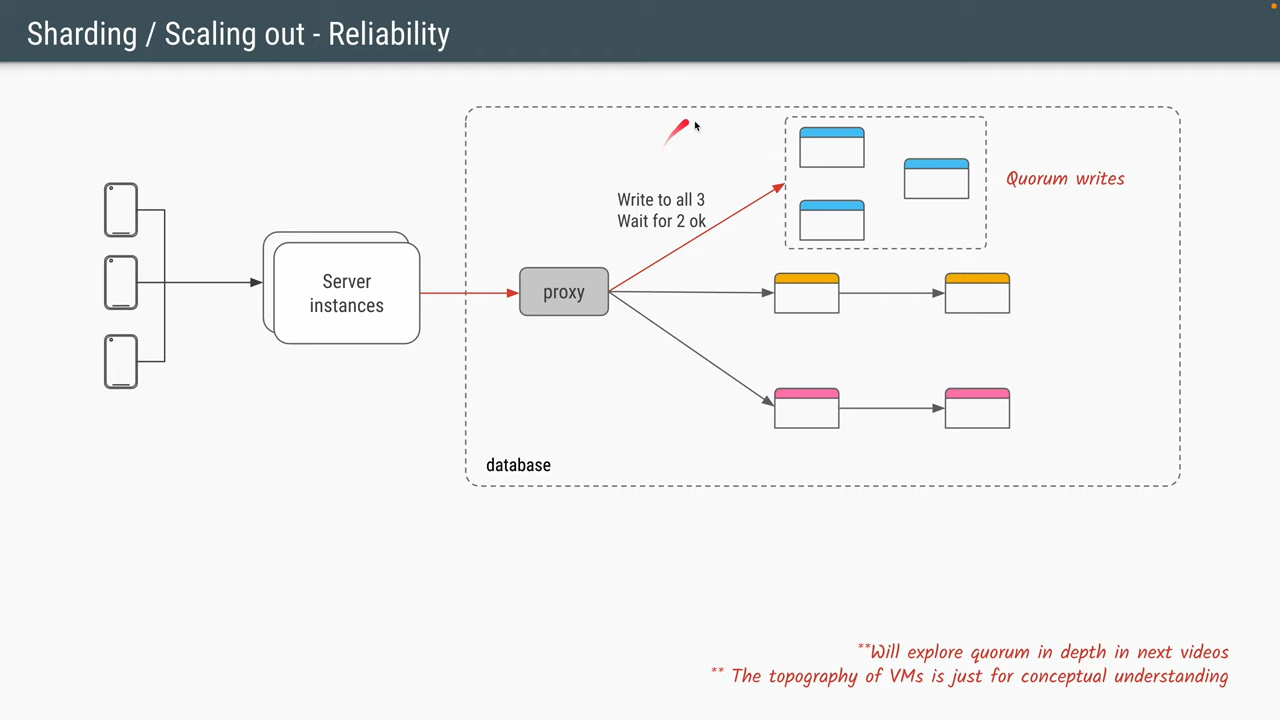 Sharding / Scaling out - Reliability
Write to all 3
Wait for 2 ok
Quorum writes
Server
instances
proxy
database
**Will explore quorum in depth in next videos
** The topography of VMs is just for conceptual understanding